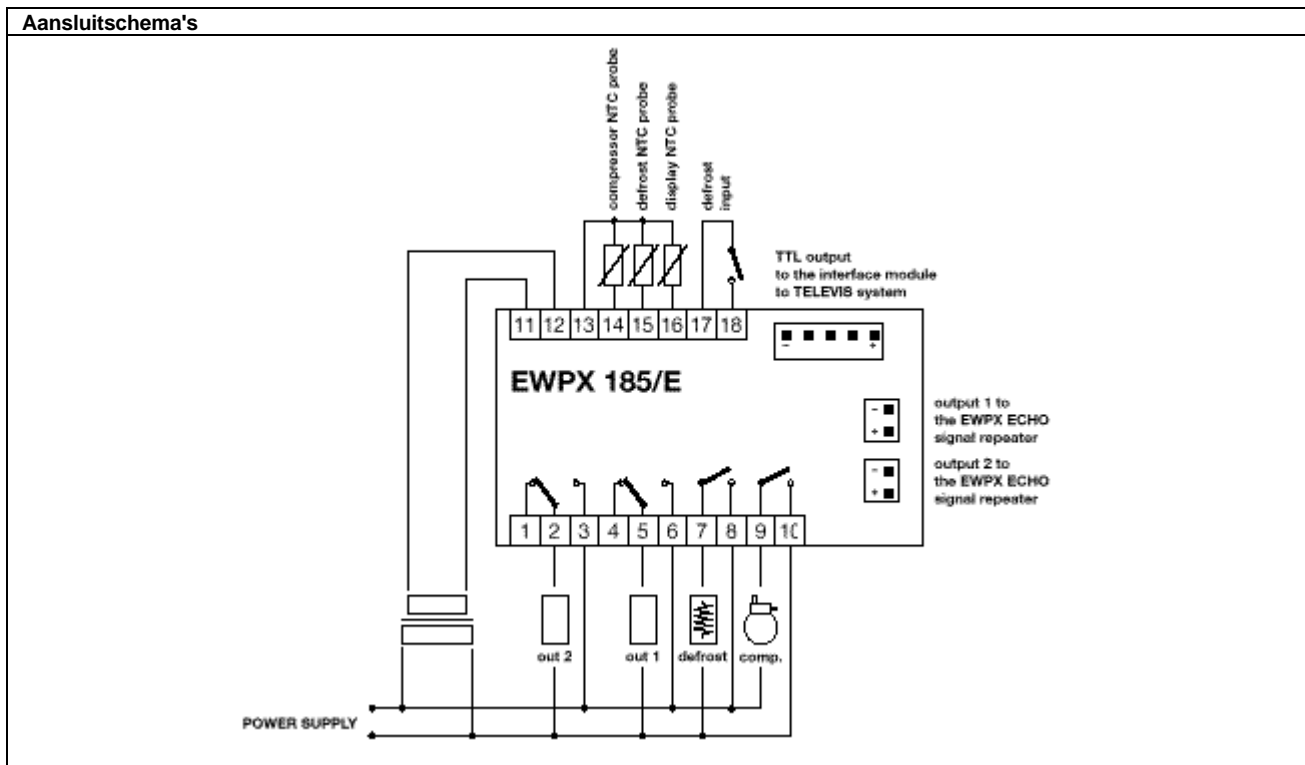 Aansluitschema's
compressor NTC probe
defrost NTC probe
display NTC probe
defrost
input
TTL output
to the interface module
to TELEVIS system
11 12 13 14 15 16 17 18
- +
EWPX 185/E
output 1 to
the EWPX ECHO
signal repeater
-
+
output 2 to
the EWPX ECHO
signal repeater
-
+
1 2 3 4 5 6 7 8 9 10
out 2 out 1 defrost comp.
POWER SUPPLY